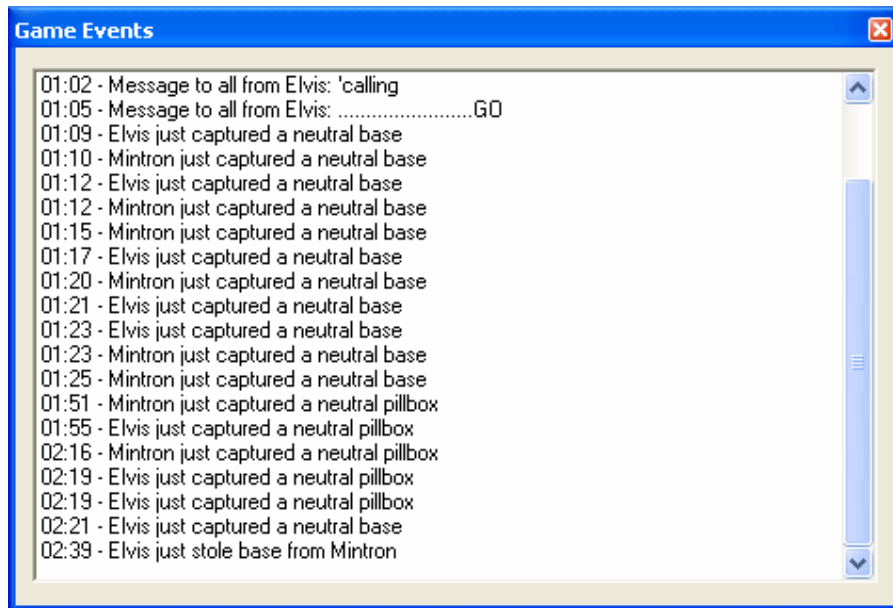 Game Events
01:02 - Message to all from Elvis: 'calling
01:05 - Message to all from Elvis: .........................GO
01:09 - Elvis just captured a neutral base
01:10 - Mintron just captured a neutral base
01:12 - Elvis just captured a neutral base
01:12 - Mintron just captured a neutral base
01:15 - Mintron just captured a neutral base
01:17 - Elvis just captured a neutral base
01:20 - Mintron just captured a neutral base
01:21 - Elvis just captured a neutral base
01:23 - Elvis just captured a neutral base
01:23 - Mintron just captured a neutral base
01:25 - Mintron just captured a neutral base
01:51 - Mintron just captured a neutral pillbox
01:55 - Elvis just captured a neutral pillbox
02:16 - Mintron just captured a neutral pillbox
02:19 - Elvis just captured a neutral pillbox
02:19 - Elvis just captured a neutral pillbox
02:21 - Elvis just captured a neutral base
02:39 - Elvis just stole base from Mintron